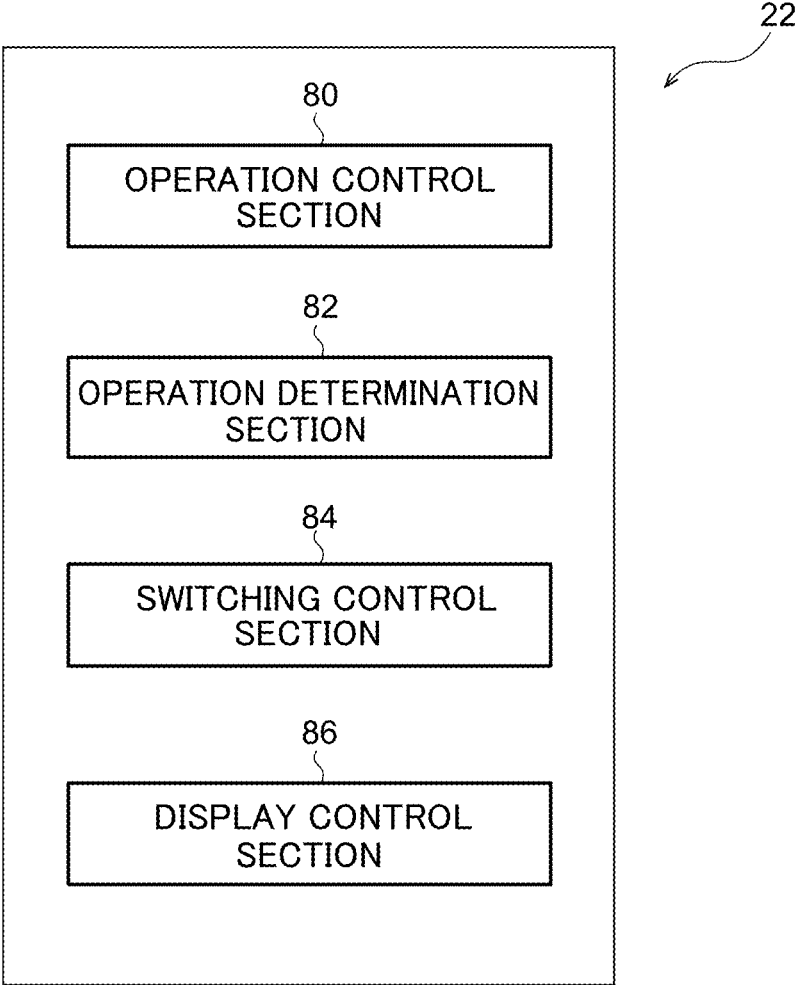 22
80
OPERATION CONTROL
SECTION
82
OPERATION DETERMINATION
SECTION
84
SWITCHING CONTROL
SECTION
86
DISPLAY CONTROL
SECTION